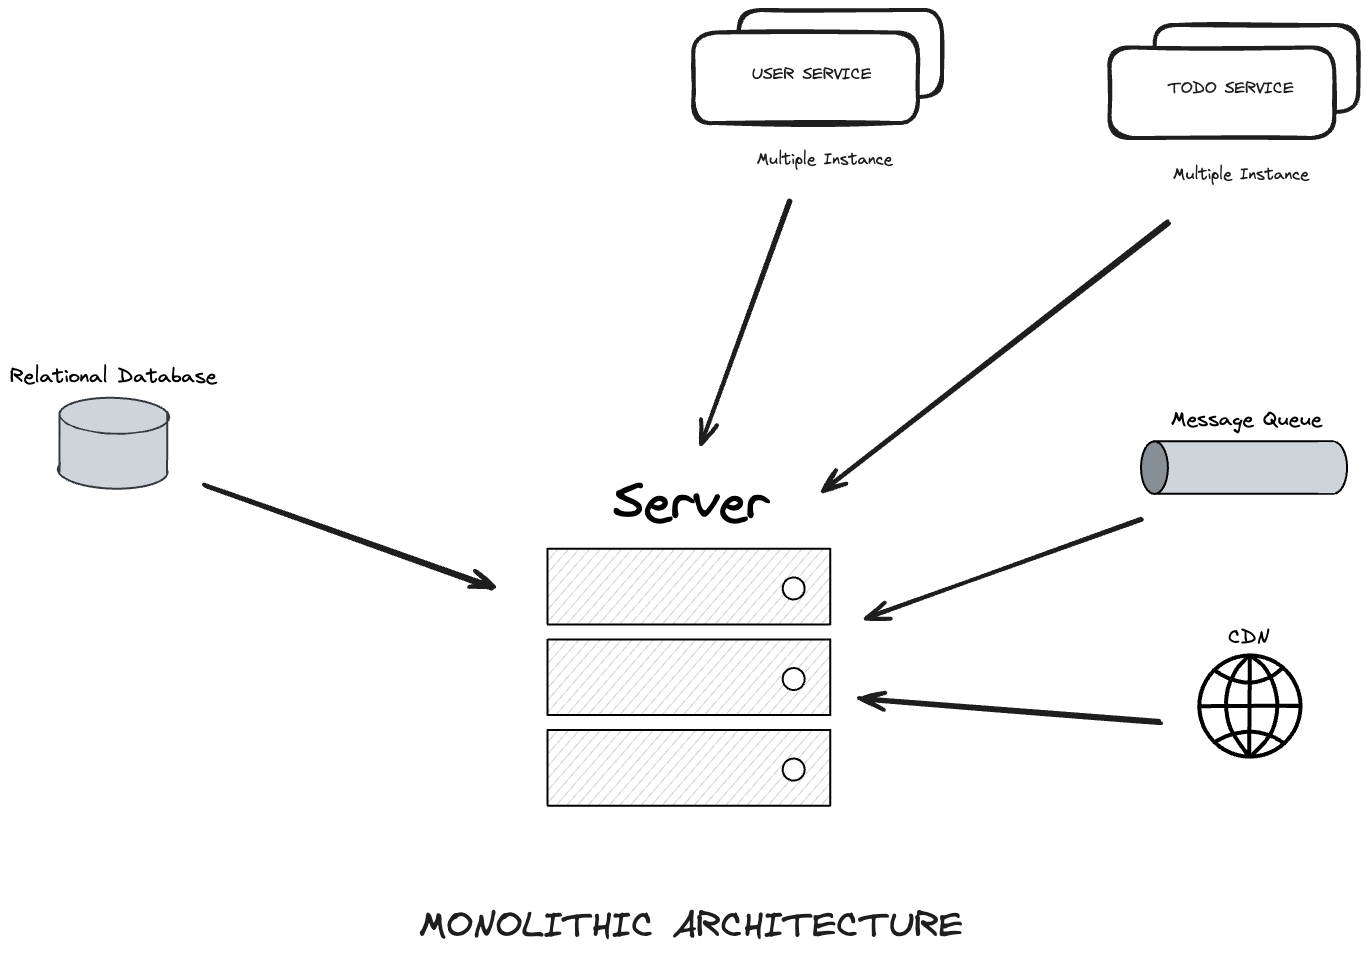 USER SERVICE
Multiple Instance
TODO SERVICE
Multiple Instance
Relational Database
Message Queue
Server
CDN
MONOLITHIC ARCHITECTURE